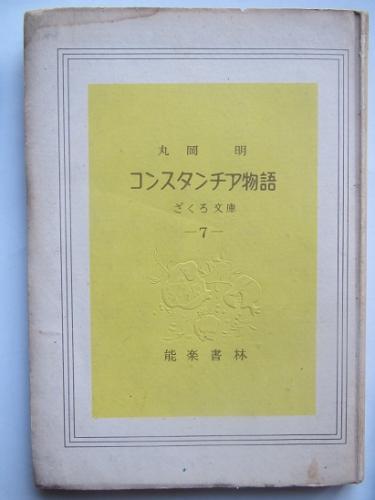 丸岡 明
コンスタンチア物語
ざくろ文庫
—7—
能楽書林